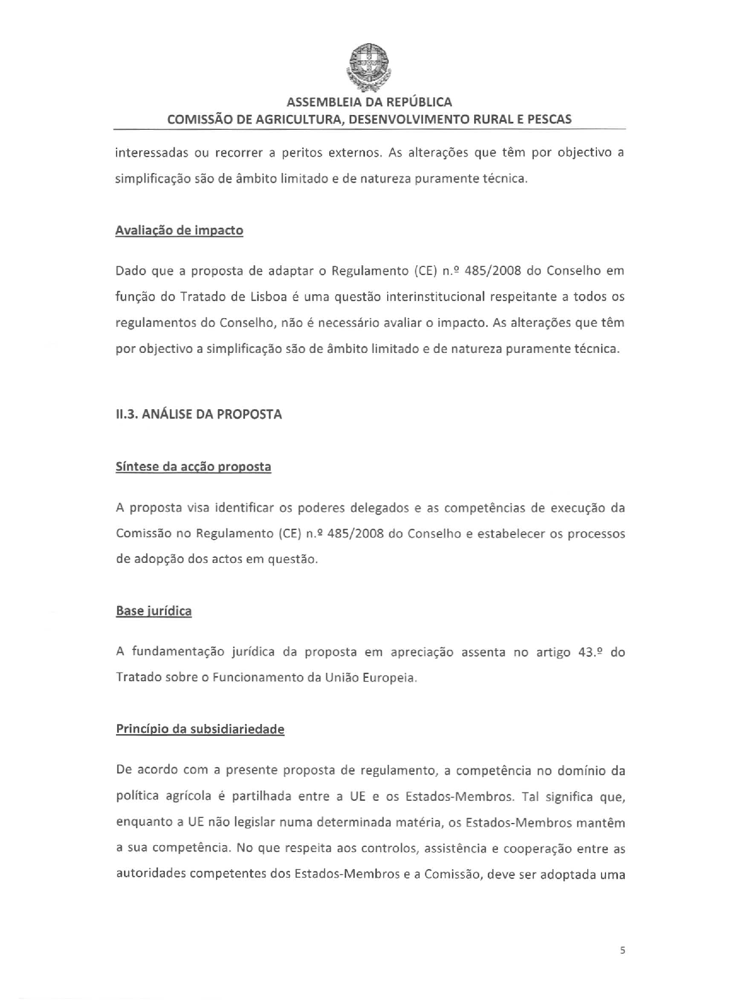 ASSEMBLEIA DA REPÚBLICA
COMISSÃO DE AGRICULTURA, DESENVOLVIMENTO RURAL E PESCAS
interessadas ou recorrer a peritos externos. As alterações que têm por objectivo a
simplificação são de âmbito limitado e de natureza puramente técnica.
Avaliação de impacto
Dado que a proposta de adaptar o Regulamento (CE) n.º 485/2008 do Conselho em
função do Tratado de Lisboa é uma questão interinstitucional respeitante a todos os
regulamentos do Conselho, não é necessário avaliar o impacto. As alterações que têm
por objectivo a simplificação são de âmbito limitado e de natureza puramente técnica.
II.3. ANÁLISE DA PROPOSTA
Síntese da acção proposta
A proposta visa identificar os poderes delegados e as competências de execução da
Comissão no Regulamento (CE) n.º 485/2008 do Conselho e estabelecer os processos
de adopção dos actos em questão.
Base jurídica
A fundamentação jurídica da proposta em apreciação assenta no artigo 43.º do
Tratado sobre o Funcionamento da União Europeia.
Princípio da subsidiariedade
De acordo com a presente proposta de regulamento, a competência no domínio da
política agrícola é partilhada entre a UE e os Estados-Membros. Tal significa que,
enquanto a UE não legislar numa determinada matéria, os Estados-Membros mantêm
a sua competência. No que respeita aos controlos, assistência e cooperação entre as
autoridades competentes dos Estados-Membros e a Comissão, deve ser adoptada uma
5